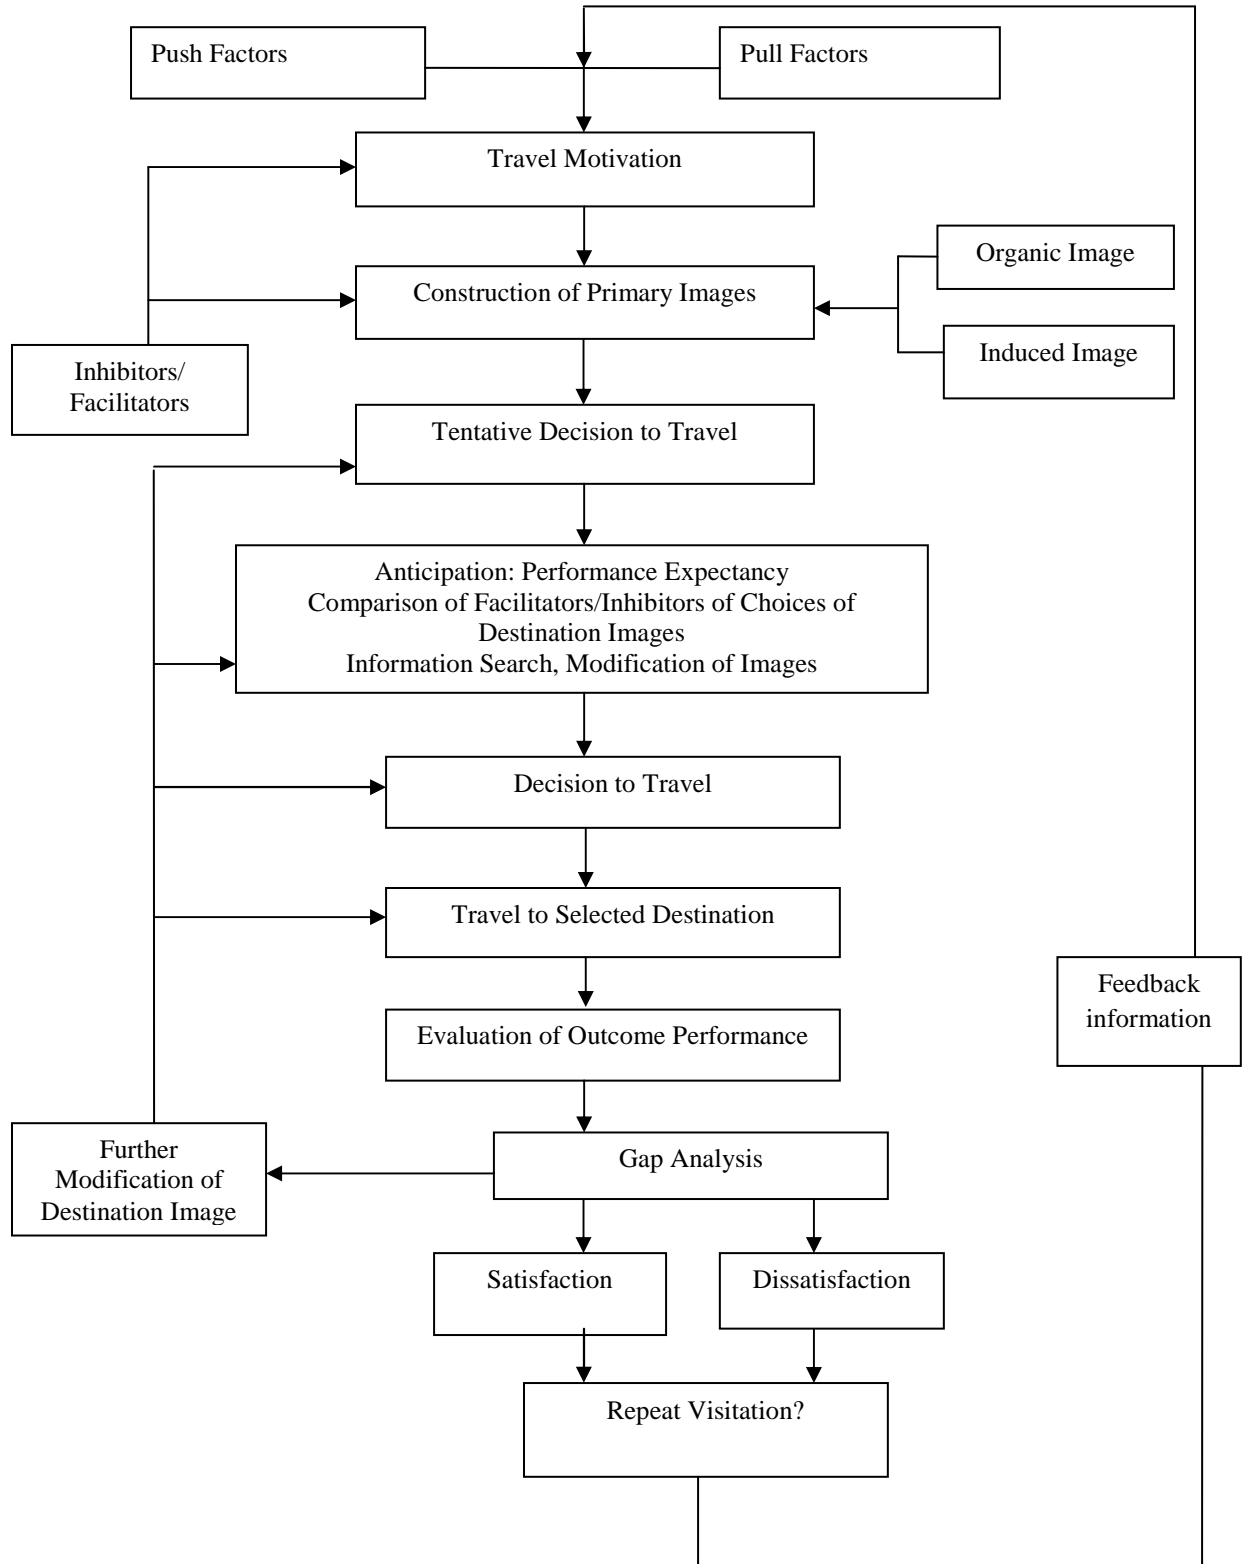 Push Factors
Pull Factors
Travel Motivation
Organic Image
Construction of Primary Images
Induced Image
Inhibitors/
Facilitators
Tentative Decision to Travel
Anticipation: Performance Expectancy
Comparison of Facilitators/Inhibitors of Choices of
Destination Images
Information Search, Modification of Images
Decision to Travel
Travel to Selected Destination
Feedback
information
Evaluation of Outcome Performance
Further
Modification of
Destination Image
Gap Analysis
Satisfaction
Dissatisfaction
Repeat Visitation?